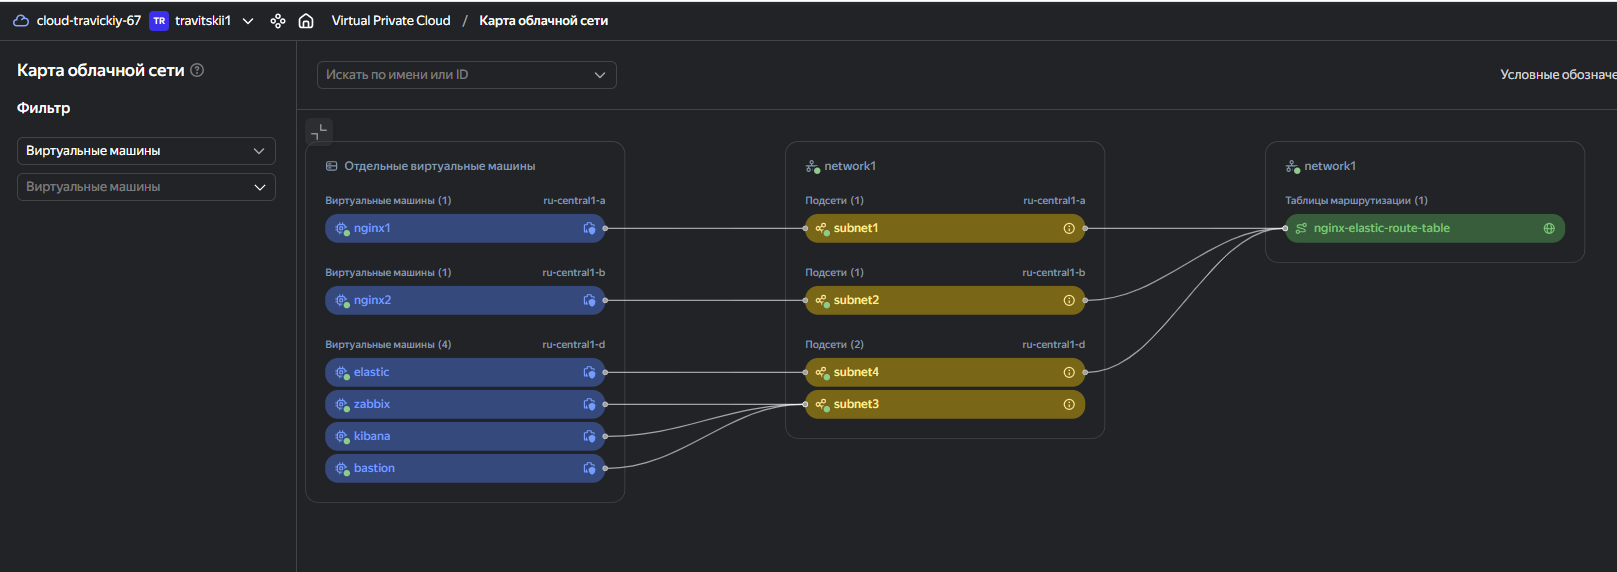 cloud-travickiy-67 TR travitskii1 Virtual Private Cloud / Карта облачной сети
Карта облачной сети
Фильтр
Виртуальные машины
Виртуальные машины
Искать по имени или ID
Условные обозначе
Отдельные виртуальные машины
Виртуальные машины (1) ru-central1-a
nginx1
Виртуальные машины (1) ru-central1-b
nginx2
Виртуальные машины (4) ru-central1-d
elastic
zabbix
kibana
bastion
network1
Подсети (1) ru-central1-a
subnet1
Подсети (1) ru-central1-b
subnet2
Подсети (2) ru-central1-d
subnet4
subnet3
network1
Таблицы маршрутизации (1)
nginx-elastic-route-table